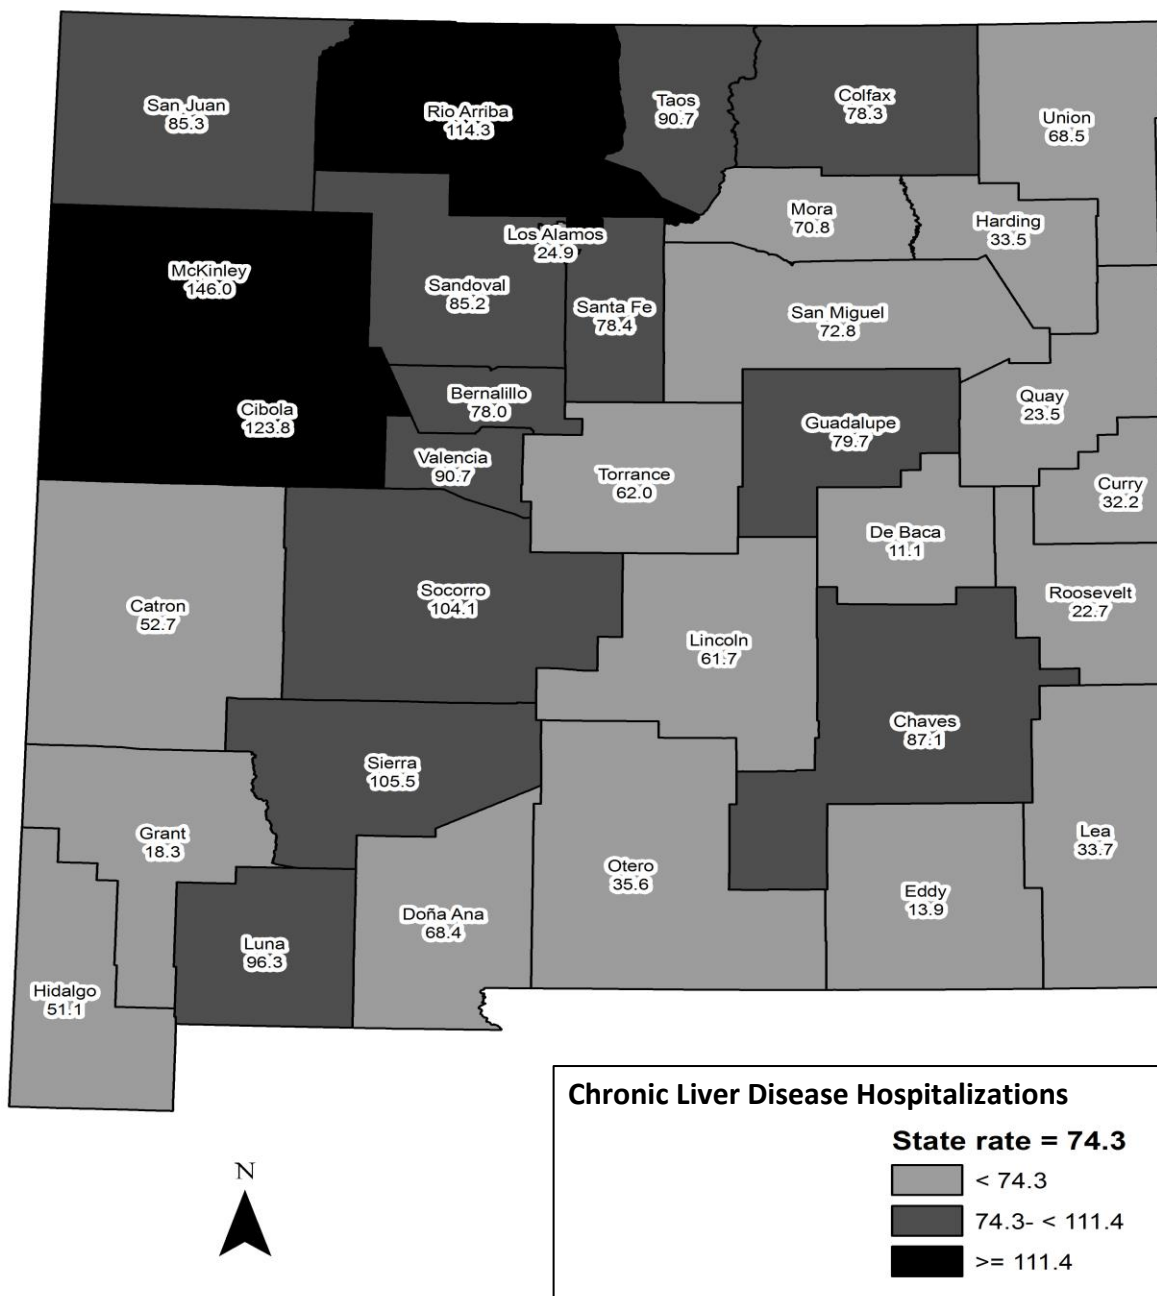 San Juan
85.3
Rio Arriba
114.3
Taos
90.7
Colfax
78.3
Union
68.5
Mora
70.8
Harding
33.5
Los Alamos
24.9
McKinley
146.0
Sandoval
85.2
Santa Fe
78.4
San Miguel
72.8
Bernalillo
78.0
Quay
23.5
Cibola
123.8
Guadalupe
79.7
Valencia
90.7
Torrance
62.0
Curry
32.2
De Baca
11.1
Socorro
104.1
Catron
52.7
Roosevelt
22.7
Lincoln
61.7
Chaves
87.1
Sierra
105.5
Grant
18.3
Lea
33.7
Otero
35.6
Eddy
13.9
Doña Ana
68.4
Luna
96.3
Hidalgo
51.1
N
Chronic Liver Disease Hospitalizations
State rate = 74.3
< 74.3
74.3- < 111.4
>= 111.4